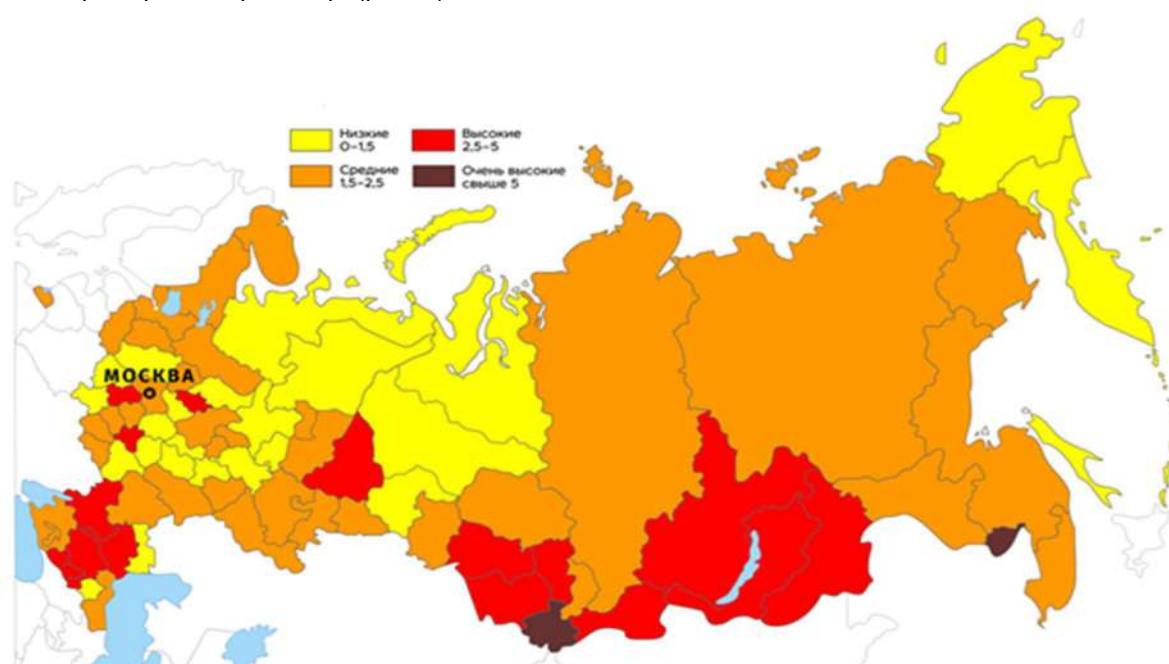 Низкие
0-1,5
Высокие
2,5-5
Средние
1,5-2,5
Очень высокие
свыше 5
МОСКВА